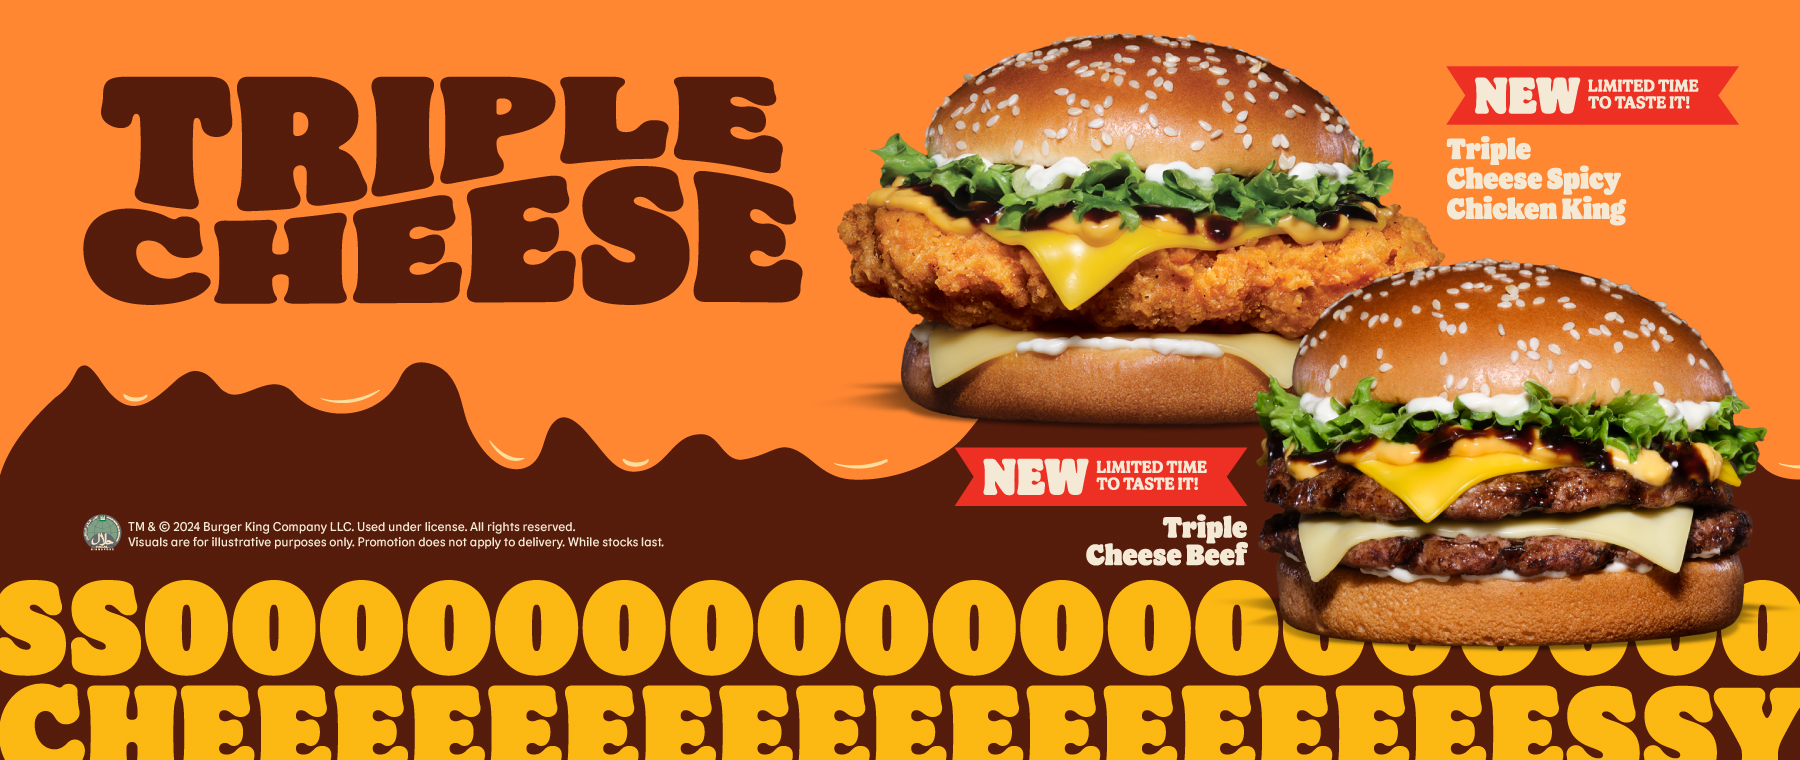 TRIPLE
CHEESE
NEW LIMITED TIME
TO TASTE IT!
Triple
Cheese Spicy
Chicken King
NEW LIMITED TIME
TO TASTE IT!
Triple
Cheese Beef
TM & © 2024 Burger King Company LLC. Used under license. All rights reserved.
Visuals are for illustrative purposes only. Promotion does not apply to delivery. While stocks last.
SSOOOOOOOOOOOOOOOOOOO
CHEEEEEEEEEEEEEEEEEESSY